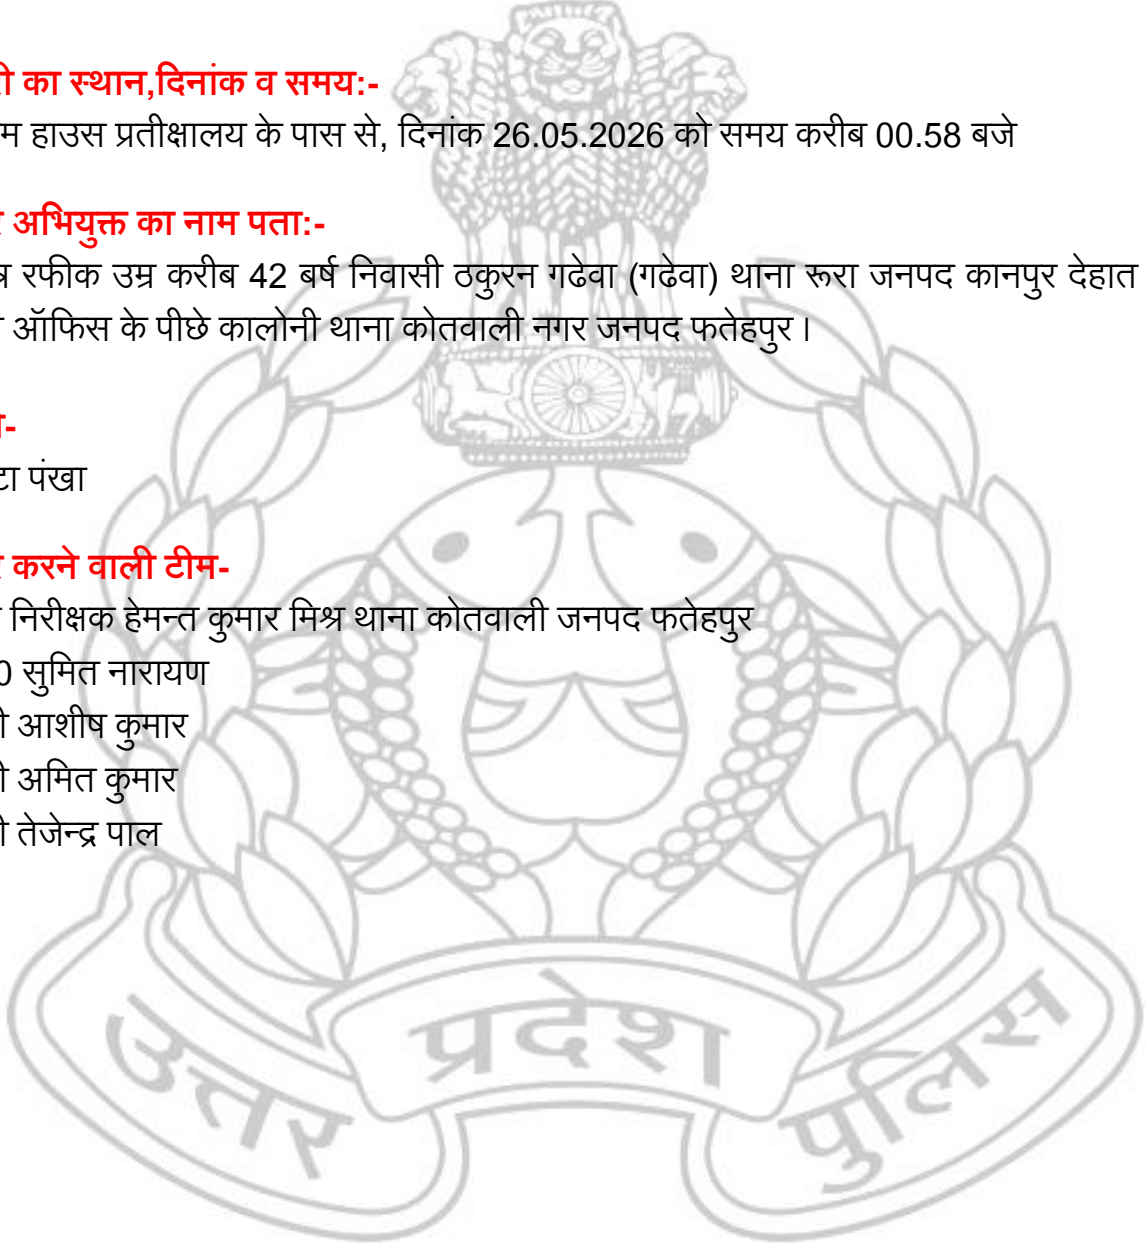 री का स्थान,दिनांक व समय:-
म हाउस प्रतीक्षालय के पास से, दिनांक 26.05.2026 को समय करीब 00.58 बजे
र अभियुक्त का नाम पता:-
त्र रफीक उम्र करीब 42 बर्ष निवासी ठकुरन गढेवा (गढेवा) थाना रूरा जनपद कानपुर देहात
ऑफिस के पीछे कालोनी थाना कोतवाली नगर जनपद फतेहपुर ।
टा पंखा
र करने वाली टीम-
निरीक्षक हेमन्त कुमार मिश्र थाना कोतवाली जनपद फतेहपुर
0 सुमित नारायण
ी आशीष कुमार
ी अमित कुमार
ी तेजेन्द्र पाल
उत्तर प्रदेश पुलिस